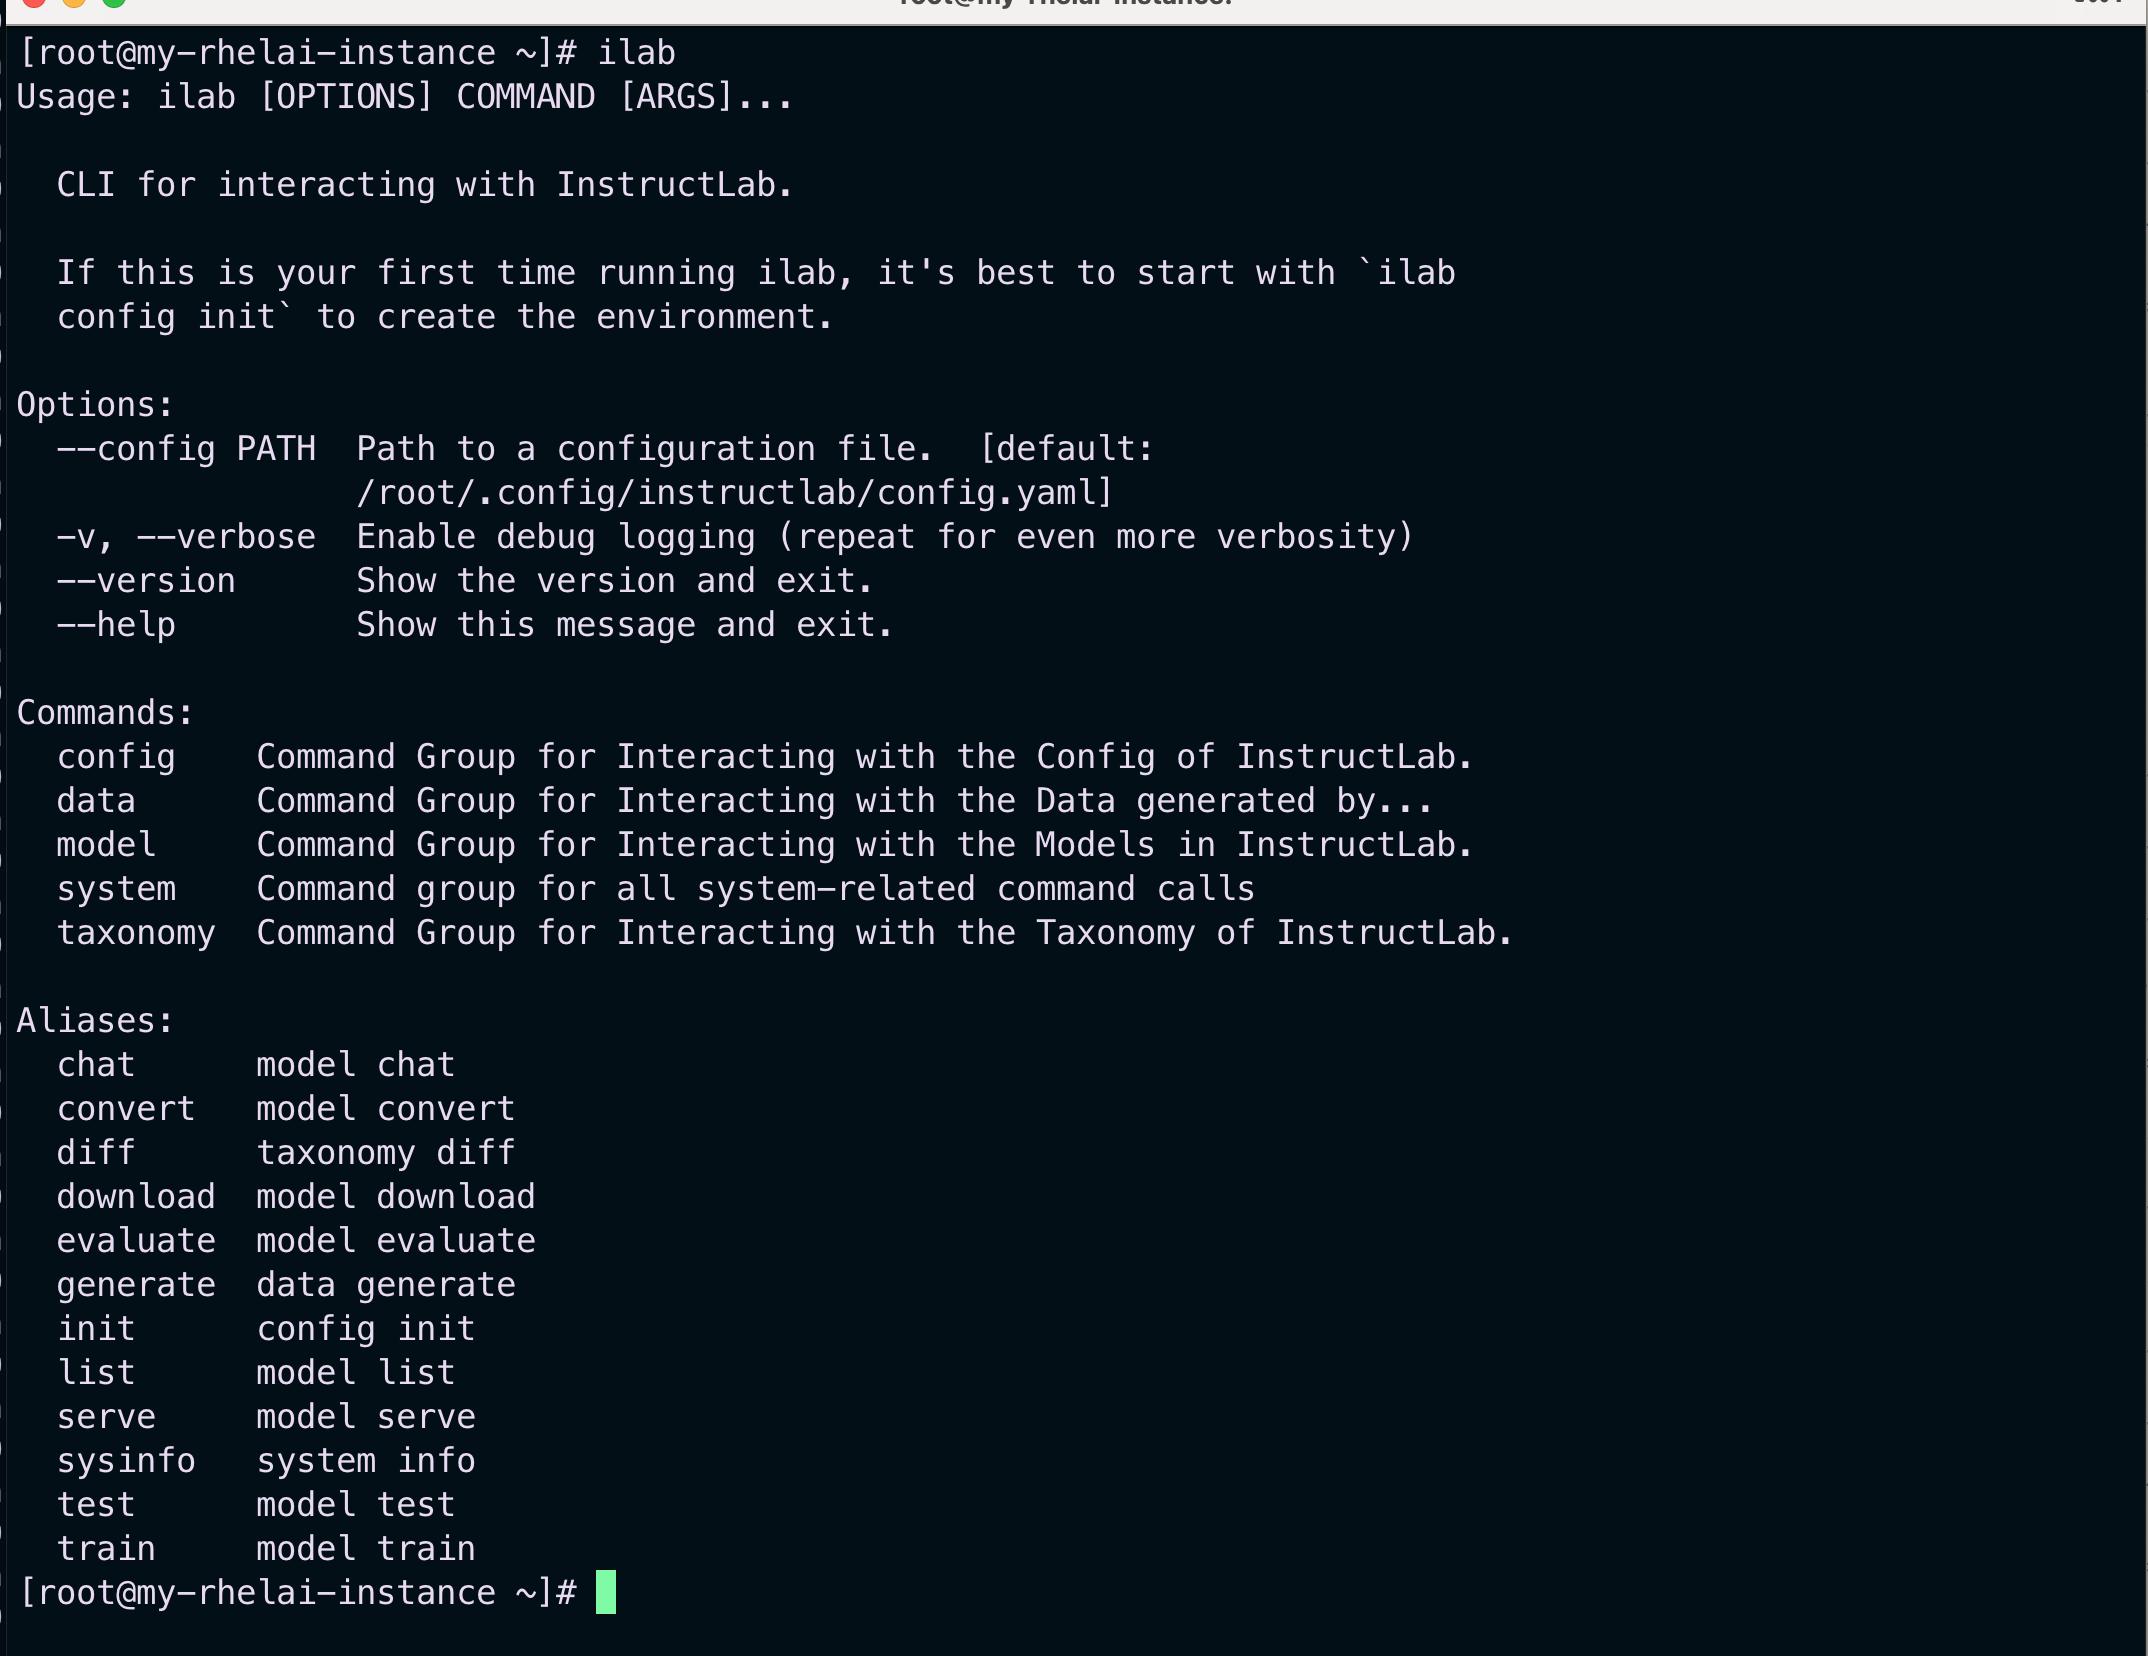 [root@my-rhelai-instance ~]# ilab
Usage: ilab [OPTIONS] COMMAND [ARGS]...
CLI for interacting with InstructLab.
If this is your first time running ilab, it's best to start with `ilab
config init` to create the environment.
Options:
--config PATH  Path to a configuration file.  [default:
/root/.config/instructlab/config.yaml]
-v, --verbose  Enable debug logging (repeat for even more verbosity)
--version      Show the version and exit.
--help         Show this message and exit.
Commands:
config    Command Group for Interacting with the Config of InstructLab.
data      Command Group for Interacting with the Data generated by...
model     Command Group for Interacting with the Models in InstructLab.
system    Command group for all system-related command calls
taxonomy  Command Group for Interacting with the Taxonomy of InstructLab.
Aliases:
chat      model chat
convert   model convert
diff      taxonomy diff
download  model download
evaluate  model evaluate
generate  data generate
init      config init
list      model list
serve     model serve
sysinfo   system info
test      model test
train     model train
[root@my-rhelai-instance ~]#